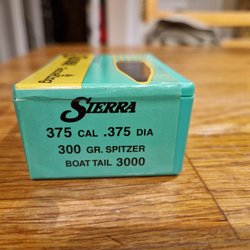 SIERRA
375 CAL .375 DIA
300 GR. SPITZER
BOAT TAIL 3000